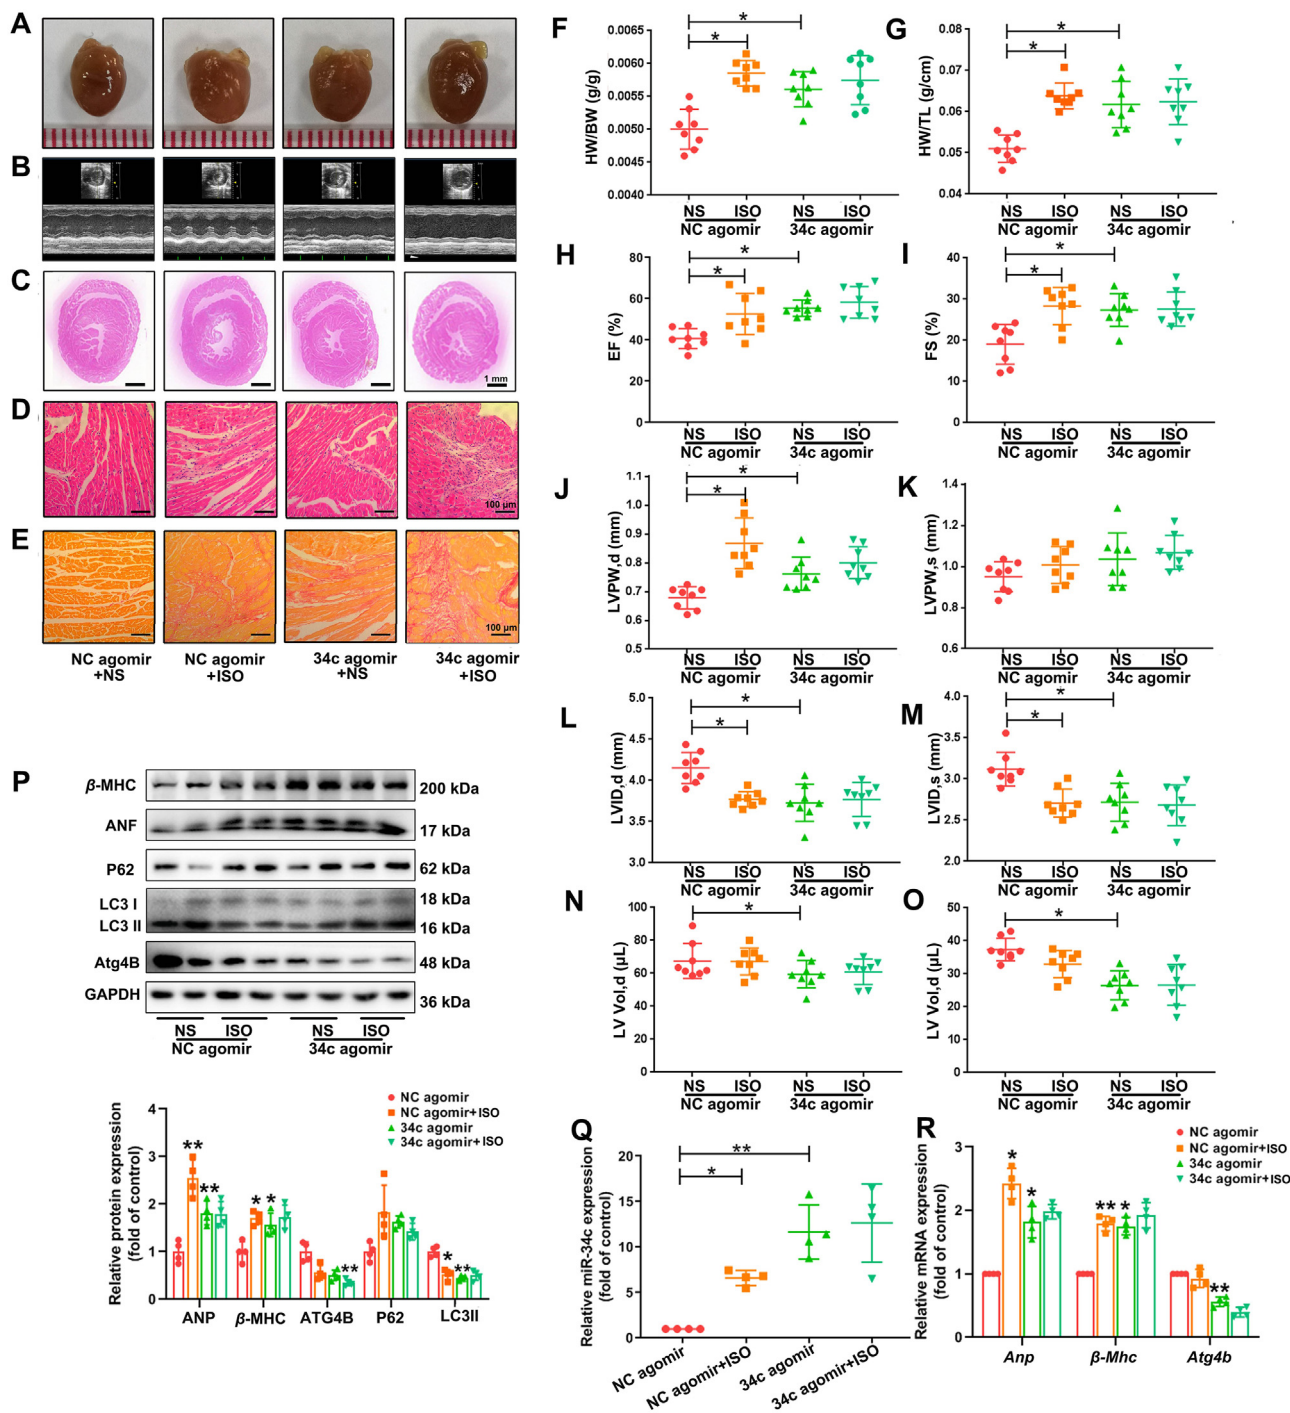 A
B
C
1 mm
D
100 μm
E
100 μm
NC agomir
+NS
NC agomir
+ISO
34c agomir
+NS
34c agomir
+ISO
F
HW/BW (g/g)
0.0065
0.0060
0.0055
0.0050
0.0045
0.0040
*
*
NS ISO NS ISO
NC agomir 34c agomir
G
HW/TL (g/cm)
0.08
0.07
0.06
0.05
0.04
*
*
NS ISO NS ISO
NC agomir 34c agomir
H
EF (%)
80
60
40
20
0
*
*
NS ISO NS ISO
NC agomir 34c agomir
I
FS (%)
40
30
20
10
0
*
*
NS ISO NS ISO
NC agomir 34c agomir
J
LVPW,d (mm)
1.1
1.0
0.9
0.8
0.7
0.6
0.5
*
*
NS ISO NS ISO
NC agomir 34c agomir
K
LVPW,s (mm)
1.4
1.2
1.0
0.8
0.6
NS ISO NS ISO
NC agomir 34c agomir
L
LVID,d (mm)
5.0
4.5
4.0
3.5
3.0
*
*
NS ISO NS ISO
NC agomir 34c agomir
M
LVID,s (mm)
4.0
3.5
3.0
2.5
2.0
*
*
NS ISO NS ISO
NC agomir 34c agomir
N
LV Vol,d (μL)
100
80
60
40
20
0
*
NS ISO NS ISO
NC agomir 34c agomir
O
LV Vol,d (μL)
50
40
30
20
10
0
*
NS ISO NS ISO
NC agomir 34c agomir
P
β-MHC 200 kDa
ANF 17 kDa
P62 62 kDa
LC3 I 18 kDa
LC3 II 16 kDa
Atg4B 48 kDa
GAPDH 36 kDa
NS ISO NS ISO
NC agomir 34c agomir
Relative protein expression
(fold of control)
4
3
2
1
0
NC agomir
NC agomir+ISO
34c agomir
34c agomir+ISO
** ** * * ** * **
ANP β-MHC ATG4B P62 LC3II
Q
Relative miR-34c expression
(fold of control)
20
15
10
5
0
**
*
NC agomir
NC agomir+ISO
34c agomir
34c agomir+ISO
R
Relative mRNA expression
(fold of control)
3
2
1
0
NC agomir
NC agomir+ISO
34c agomir
34c agomir+ISO
* * ** * **
Anp β-Mhc Atg4b